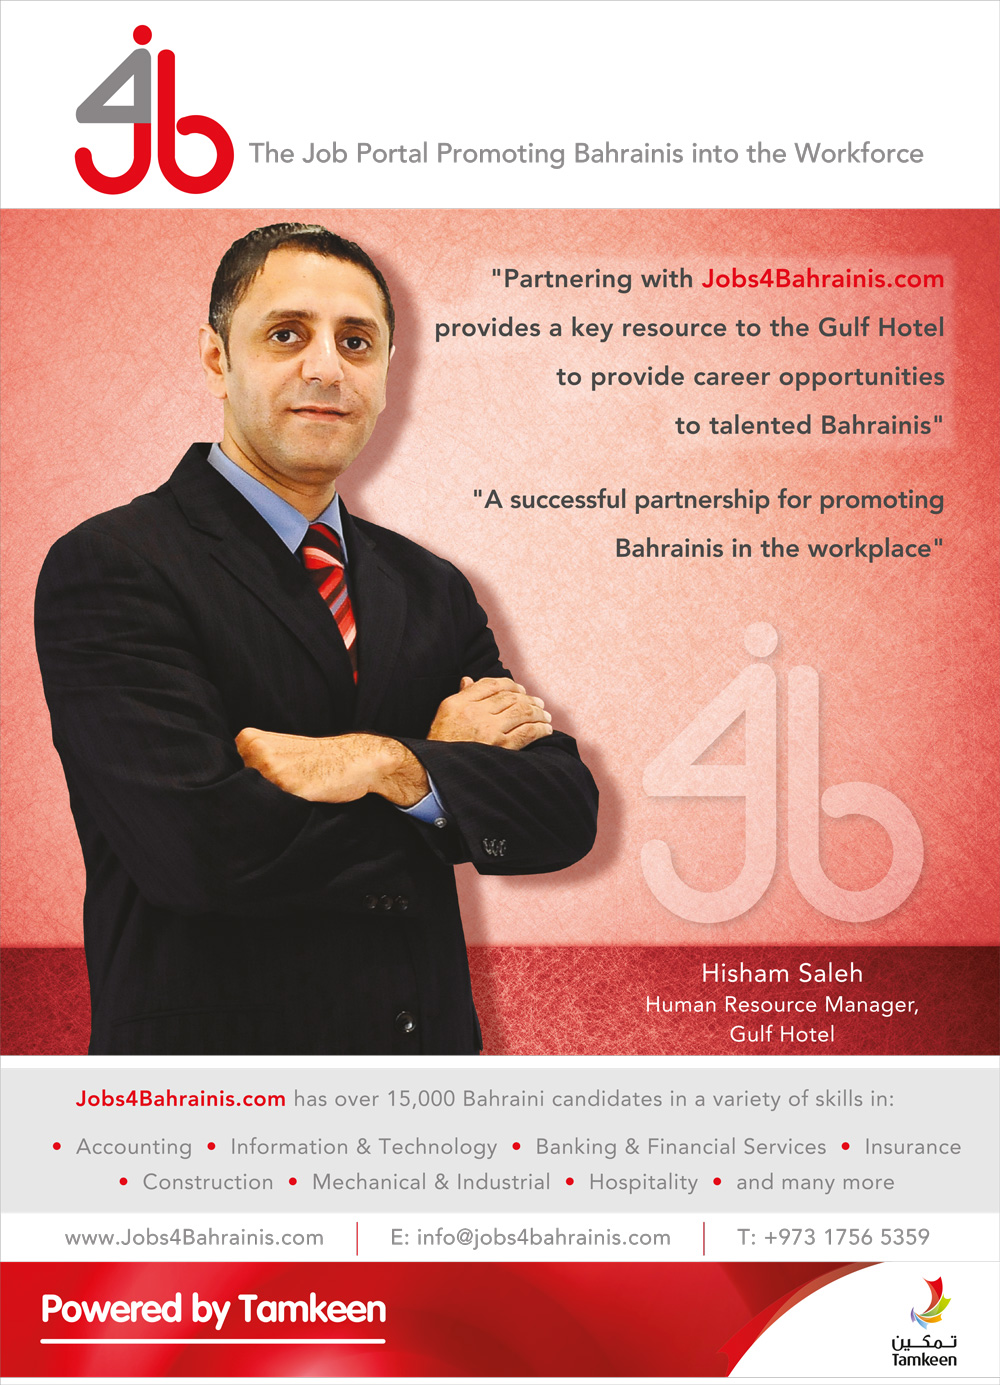 4jb
The Job Portal Promoting Bahrainis into the Workforce
"Partnering with Jobs4Bahrainis.com
provides a key resource to the Gulf Hotel
to provide career opportunities
to talented Bahrainis"
"A successful partnership for promoting
Bahrainis in the workplace"
4jb
Hisham Saleh
Human Resource Manager,
Gulf Hotel
Jobs4Bahrainis.com has over 15,000 Bahraini candidates in a variety of skills in:
• Accounting • Information & Technology • Banking & Financial Services • Insurance
• Construction • Mechanical & Industrial • Hospitality • and many more
www.Jobs4Bahrainis.com | E: info@jobs4bahrainis.com | T: +973 1756 5359
Powered by Tamkeen
تمكين
Tamkeen